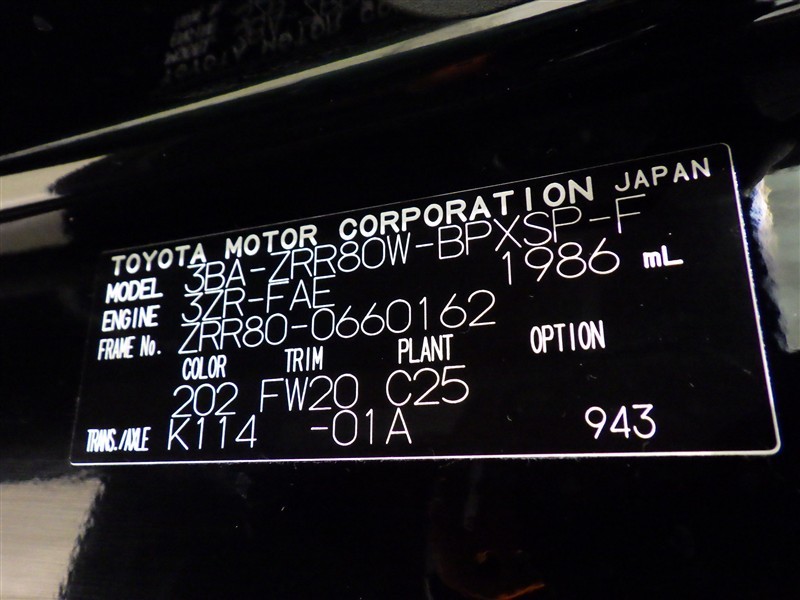 TOYOTA MOTOR CORPORATION JAPAN
MODEL 3BA-ZRR80W-BPXSP-F
ENGINE 3ZR-FAE 1986 mL
FRAME No. ZRR80-0660162
COLOR TRIM PLANT OPTION
202 FW20 C25
TRANS./AXLE K114 -01A 943